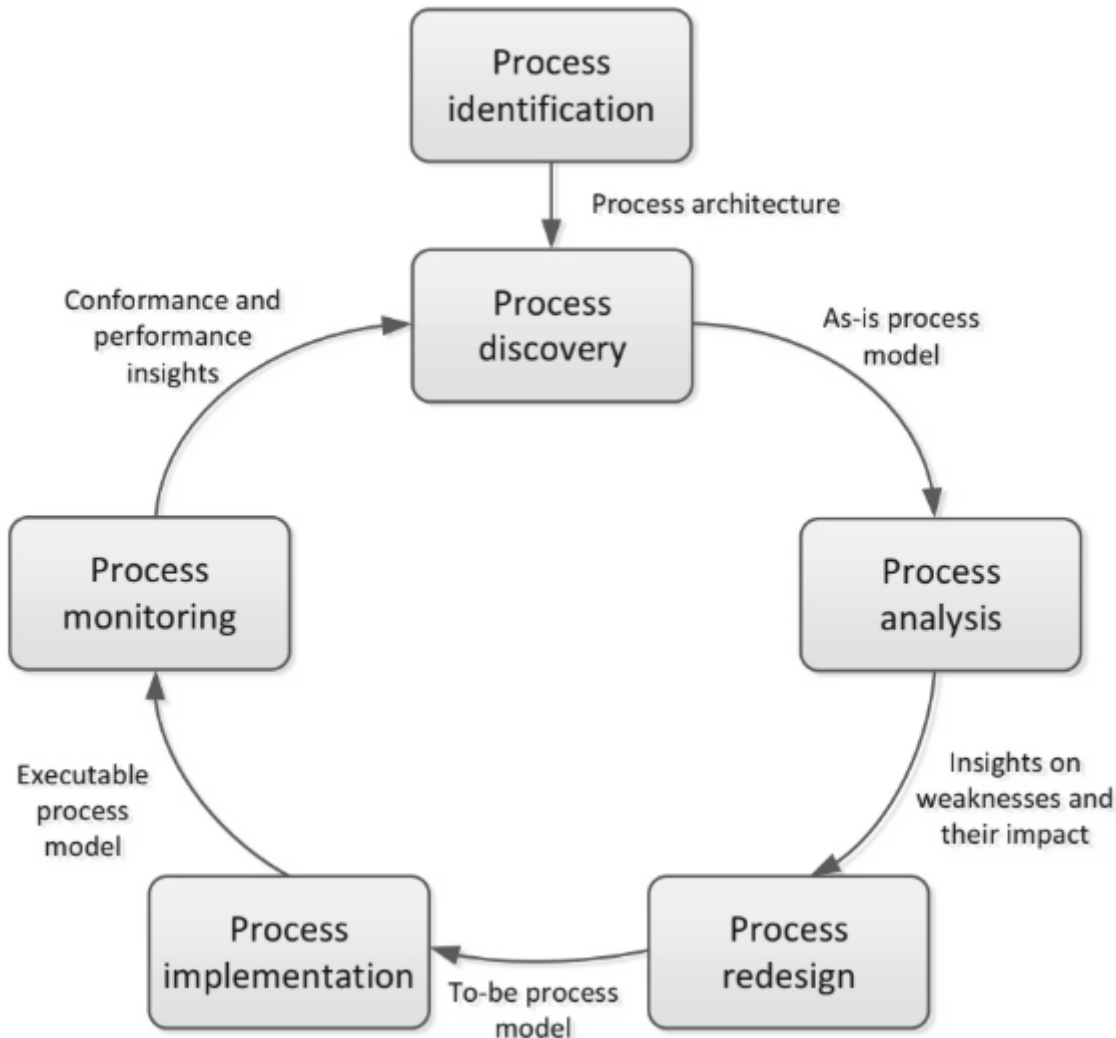 Process
identification
Process architecture
Process
discovery
As-is process
model
Process
analysis
Insights on
weaknesses and
their impact
Process
redesign
To-be process
model
Process
implementation
Executable
process
model
Process
monitoring
Conformance and
performance
insights